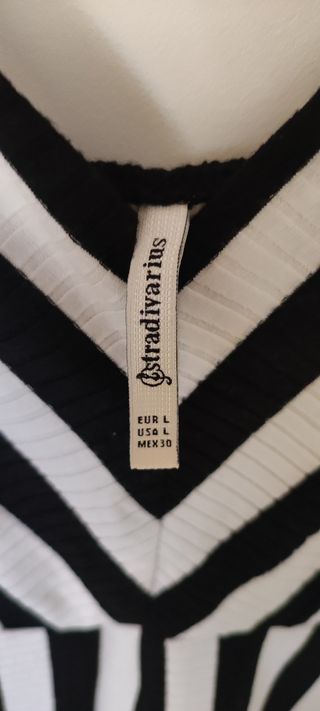 stradivarius
EUR L
USA L
MEX 30